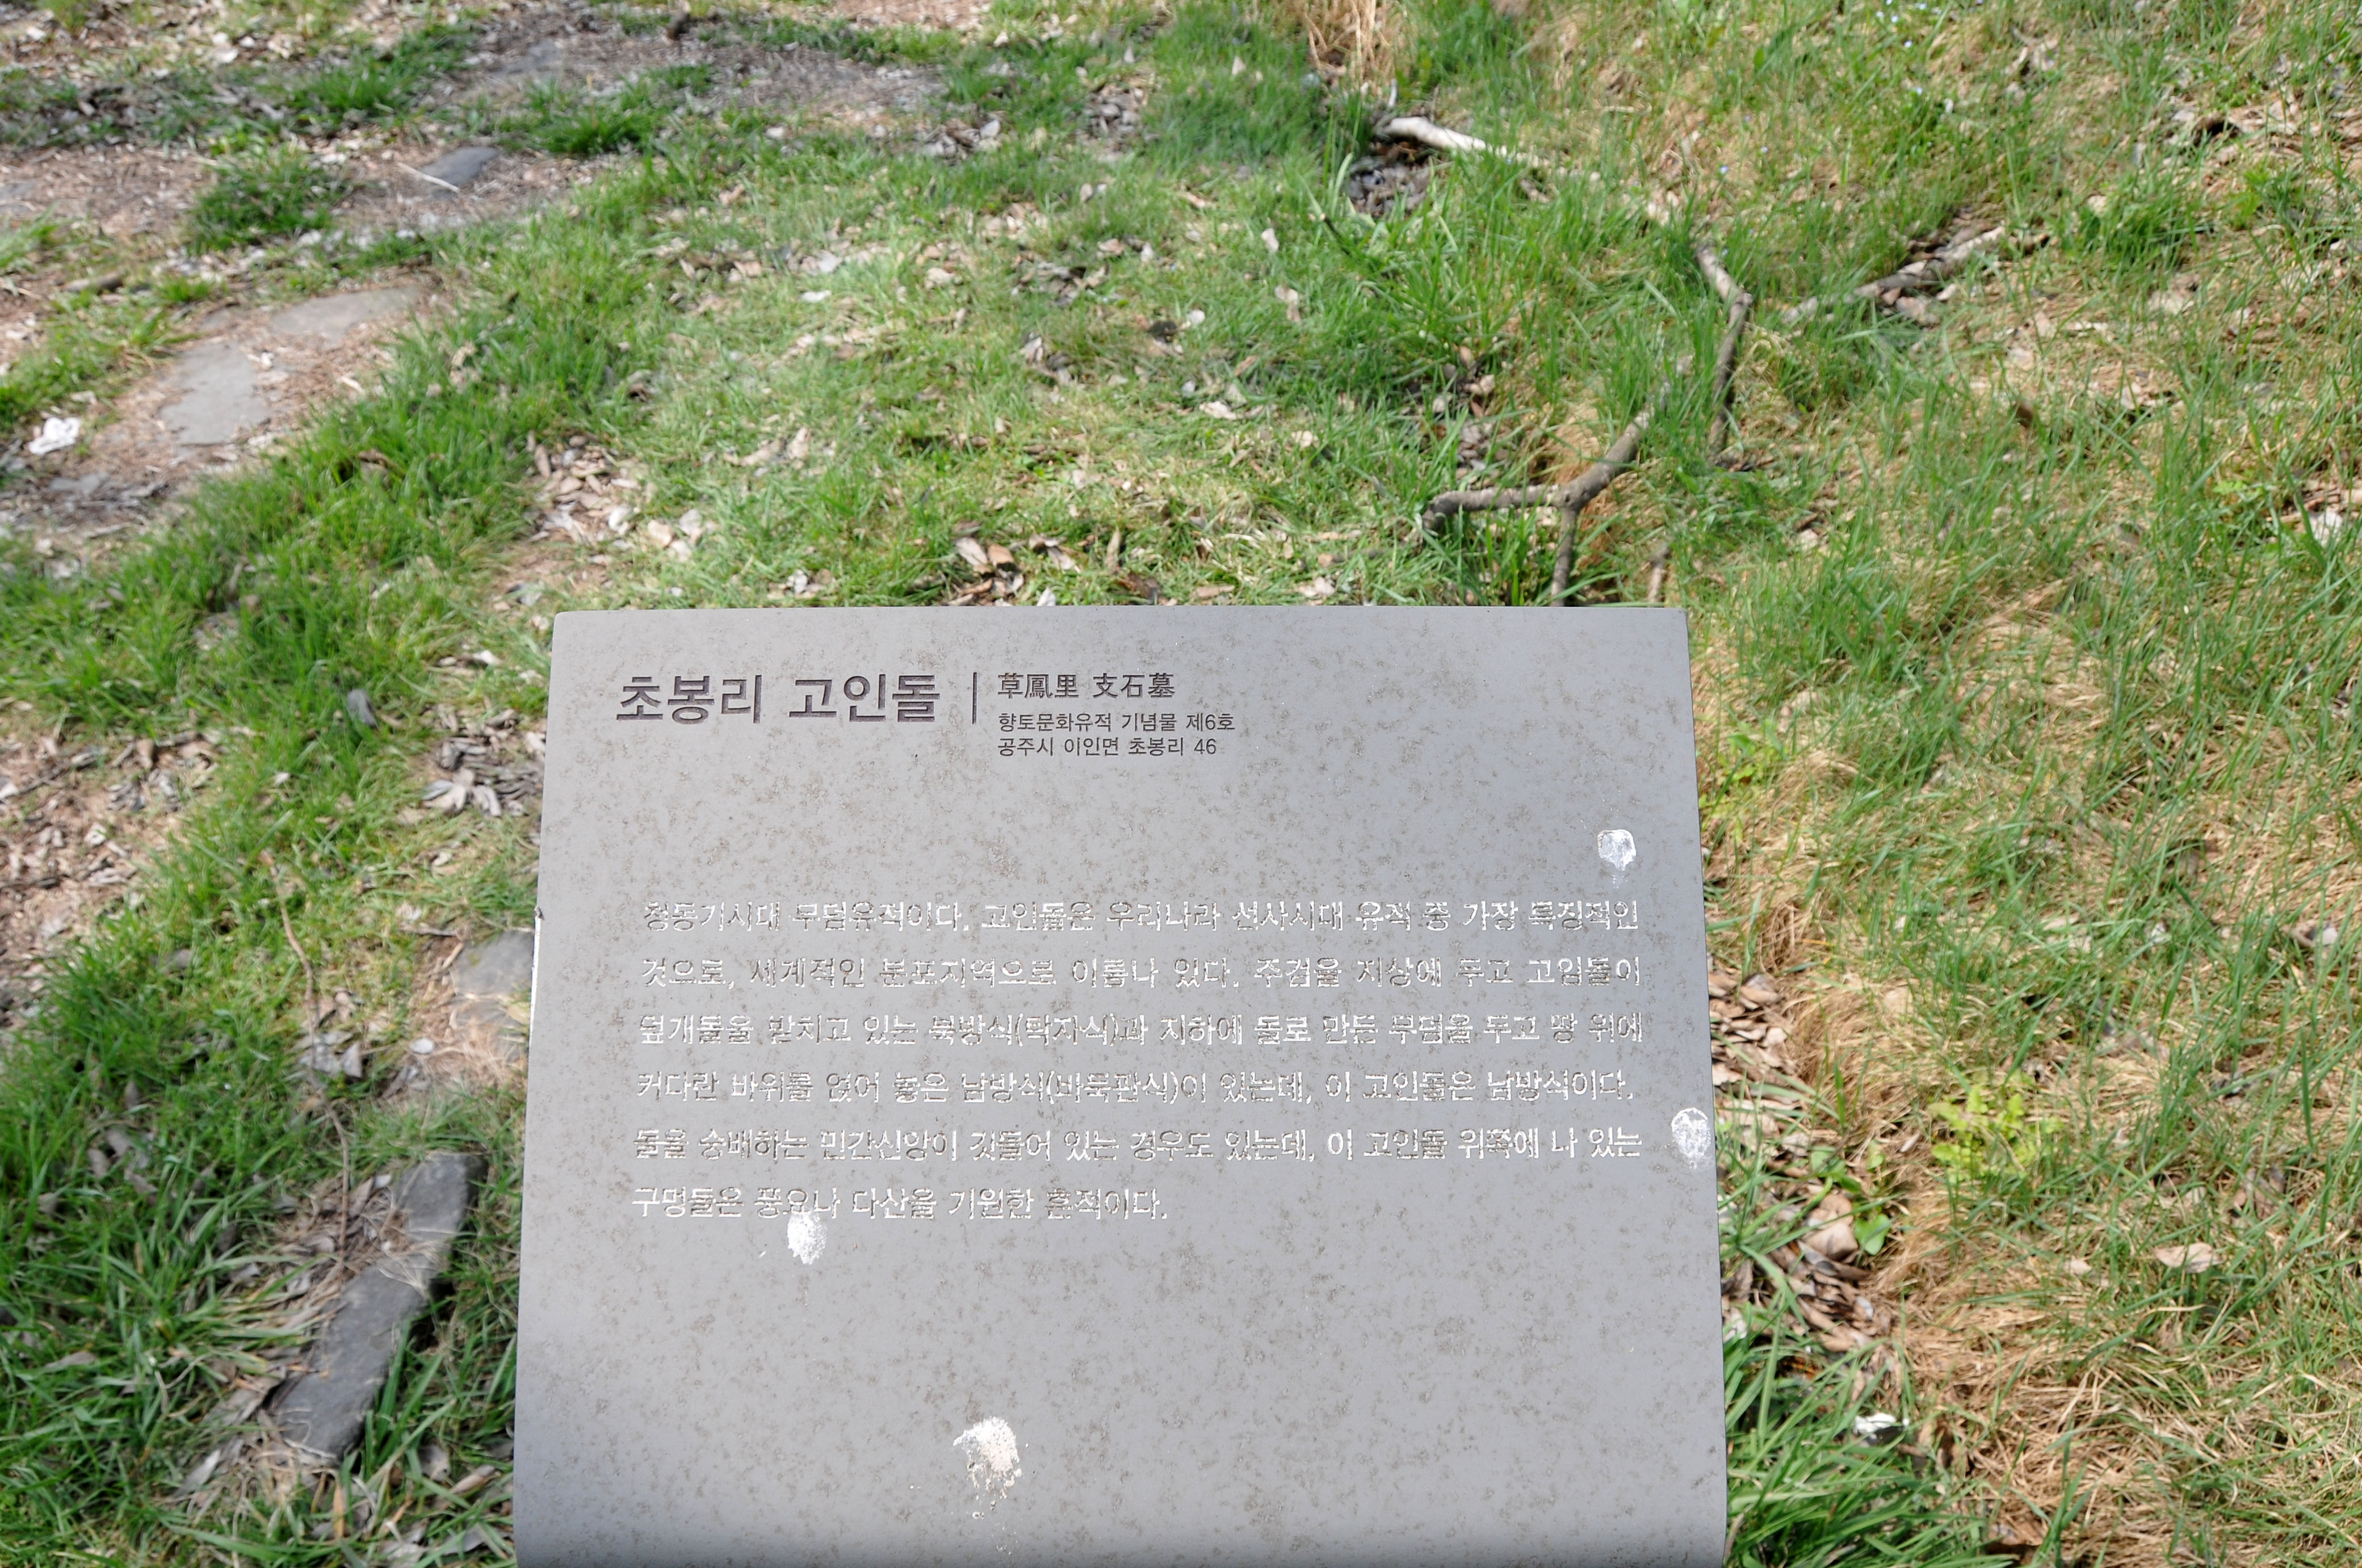 초봉리 고인돌
草鳳里 支石墓
향토문화유적 기념물 제6호
공주시 이인면 초봉리 46
청동기시대 무덤유적이다. 고인돌은 우리나라 선사시대 유적 중 가장 특징적인
것으로, 세계적인 분포지역으로 이름나 있다. 주검을 지상에 두고 고임돌이
덮개돌을 받치고 있는 북방식(탁자식)과 지하에 돌로 만든 무덤을 두고 땅 위에
커다란 바위를 얹어 놓은 남방식(바둑판식)이 있는데, 이 고인돌은 남방식이다.
돌을 숭배하는 민간신앙이 깃들어 있는 경우도 있는데, 이 고인돌 위쪽에 나 있는
구멍들은 풍요나 다산을 기원한 흔적이다.